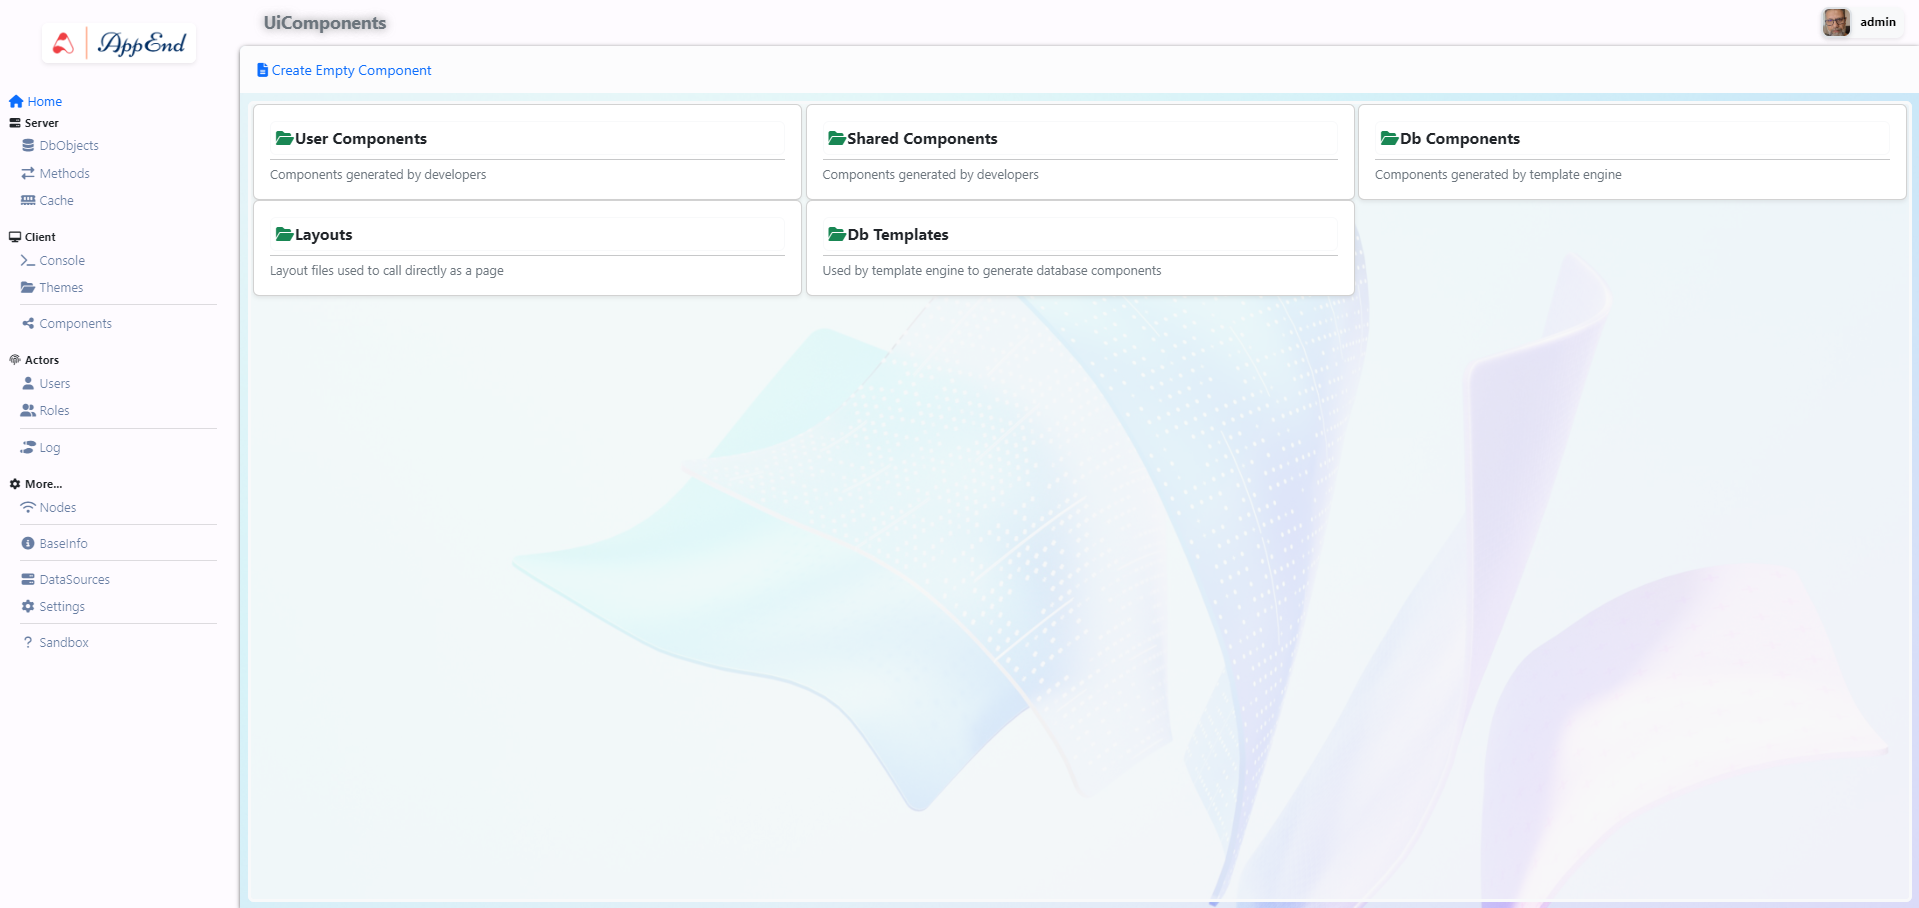 AppEnd
UiComponents
admin
Home
Server
DbObjects
Methods
Cache
Client
Console
Themes
Components
Actors
Users
Roles
Log
More...
Nodes
BaseInfo
DataSources
Settings
Sandbox
Create Empty Component
User Components
Components generated by developers
Shared Components
Components generated by developers
Db Components
Components generated by template engine
Layouts
Layout files used to call directly as a page
Db Templates
Used by template engine to generate database components